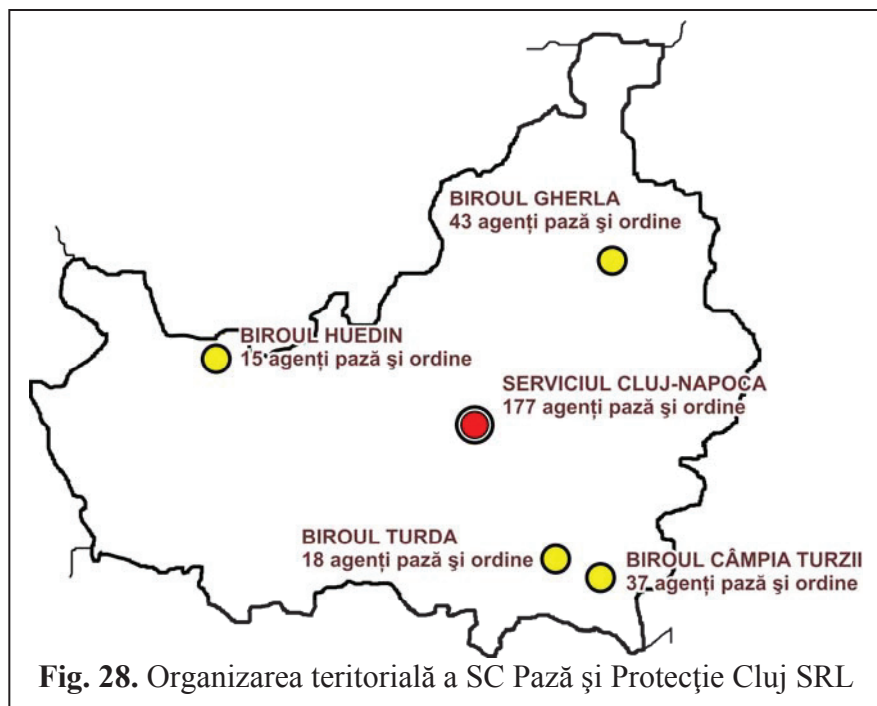 BIROUL GHERLA
43 agenți pază şi ordine
BIROUL HUEDIN
15 agenți pază şi ordine
SERVICIUL CLUJ-NAPOCA
177 agenți pază şi ordine
BIROUL TURDA
18 agenți pază şi ordine
BIROUL CÂMPIA TURZII
37 agenți pază şi ordine
Fig. 28. Organizarea teritorială a SC Pază şi Protecţie Cluj SRL